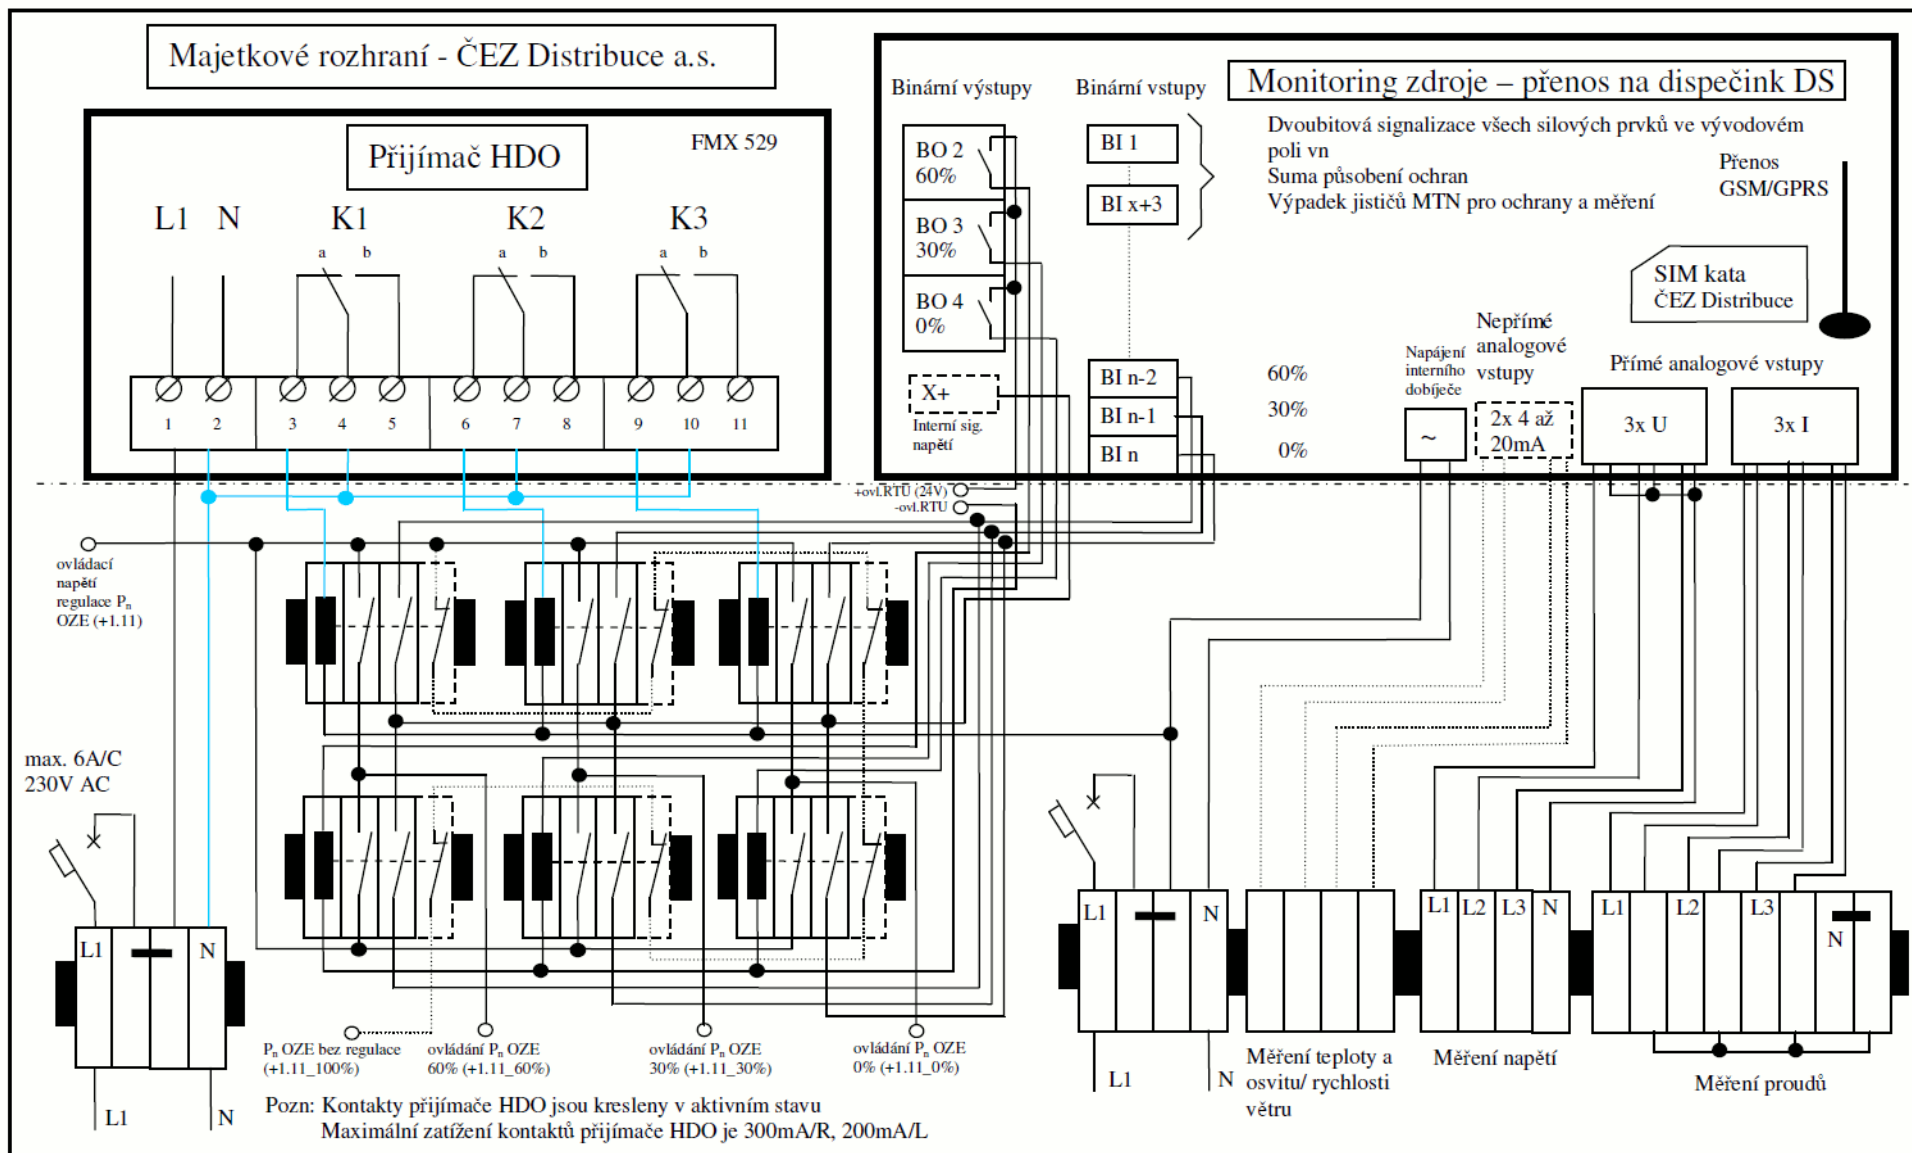 Majetkové rozhraní - ČEZ Distribuce a.s.
Přijímač HDO
FMX 529
L1 N K1 K2 K3
a b a b a b
1 2 3 4 5 6 7 8 9 10 11
Binární výstupy
Binární vstupy
Monitoring zdroje – přenos na dispečink DS
Dvoubitová signalizace všech silových prvků ve vývodovém
poli vn
Suma působení ochran
Výpadek jističů MTN pro ochrany a měření
Přenos
GSM/GPRS
SIM kata
ČEZ Distribuce
BO 2
60%
BO 3
30%
BO 4
0%
X+
Interní sig.
napětí
BI 1
BI x+3
BI n-2
BI n-1
BI n
60%
30%
0%
Napájení
interního
dobíječe
~
Nepřímé
analogové
vstupy
2x 4 až
20mA
Přímé analogové vstupy
3x U
3x I
+ovl.RTU (24V)
-ovl.RTU
ovládací
napětí
regulace Pn
OZE (+1.11)
max. 6A/C
230V AC
L1 N
L1 N
Pn OZE bez regulace
(+1.11_100%)
ovládání Pn OZE
60% (+1.11_60%)
ovládání Pn OZE
30% (+1.11_30%)
ovládání Pn OZE
0% (+1.11_0%)
Pozn: Kontakty přijímače HDO jsou kresleny v aktivním stavu
Maximální zatížení kontaktů přijímače HDO je 300mA/R, 200mA/L
L1 N
L1 N
Měření teploty a
osvitu/ rychlosti
větru
L1 L2 L3 N
Měření napětí
L1 L2 L3 N
Měření proudů